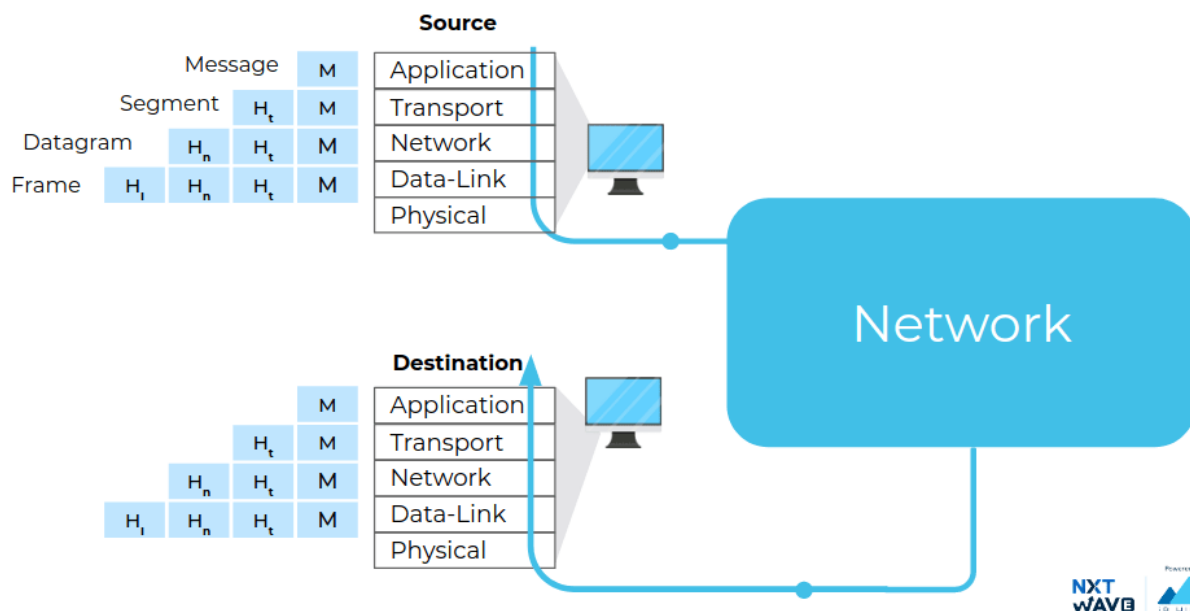 Source
Message M Application
Segment Ht M Transport
Datagram Hn Ht M Network
Frame Hl Hn Ht M Data-Link
Physical
Network
Destination
M Application
Ht M Transport
Hn Ht M Network
Hl Hn Ht M Data-Link
Physical
Powered
NXT
WAVE